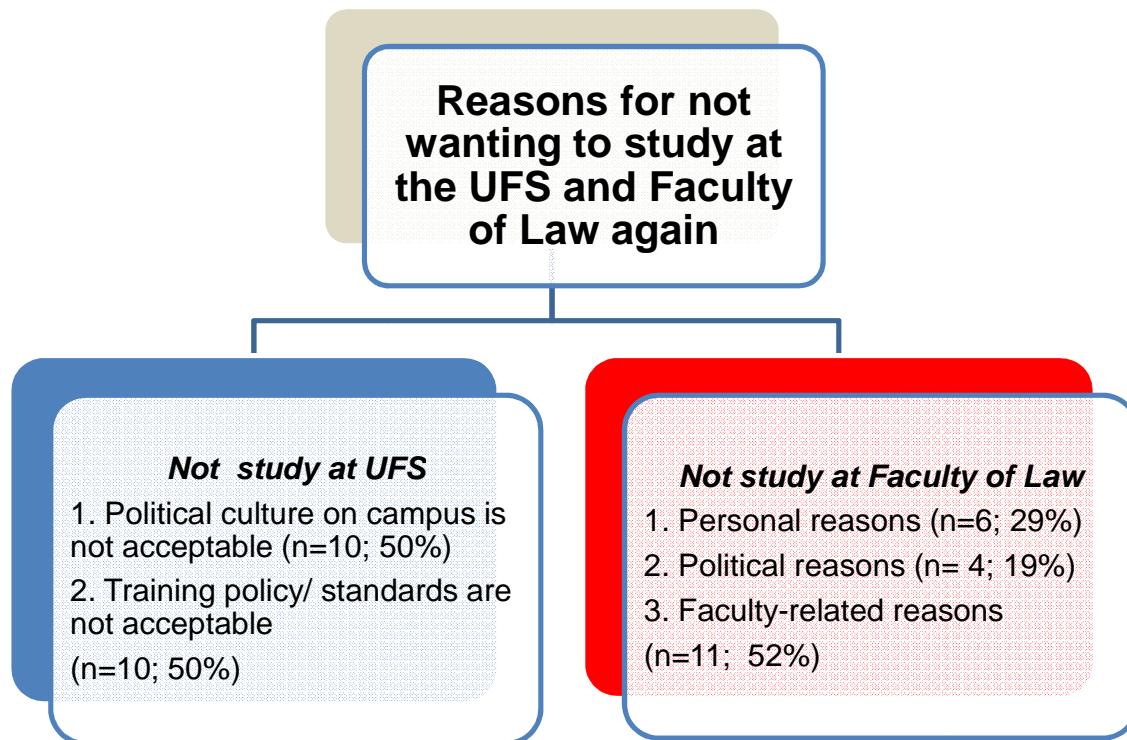 Reasons for not
wanting to study at
the UFS and Faculty
of Law again
Not study at UFS
1. Political culture on campus is
not acceptable (n=10; 50%)
2. Training policy/ standards are
not acceptable
(n=10; 50%)
Not study at Faculty of Law
1. Personal reasons (n=6; 29%)
2. Political reasons (n= 4; 19%)
3. Faculty-related reasons
(n=11; 52%)